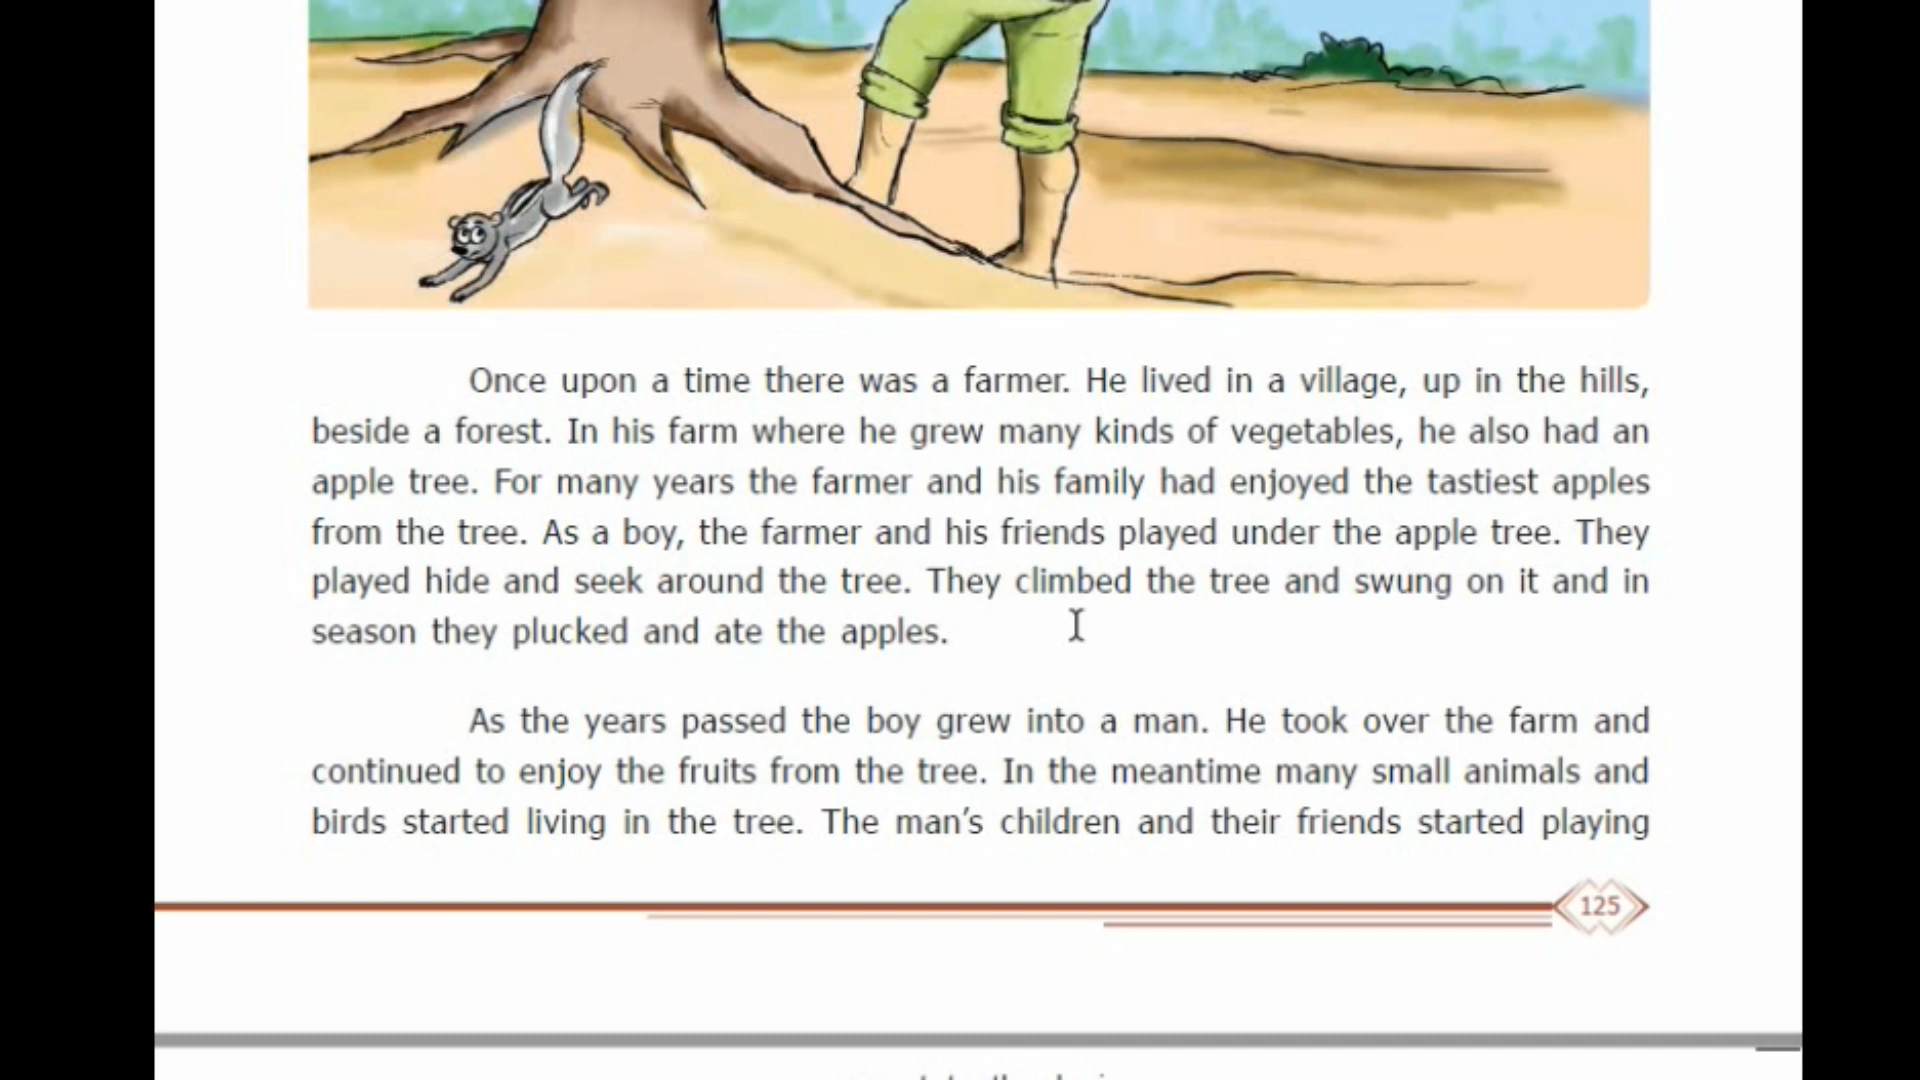 Once upon a time there was a farmer. He lived in a village, up in the hills,
beside a forest. In his farm where he grew many kinds of vegetables, he also had an
apple tree. For many years the farmer and his family had enjoyed the tastiest apples
from the tree. As a boy, the farmer and his friends played under the apple tree. They
played hide and seek around the tree. They climbed the tree and swung on it and in
season they plucked and ate the apples.
As the years passed the boy grew into a man. He took over the farm and
continued to enjoy the fruits from the tree. In the meantime many small animals and
birds started living in the tree. The man’s children and their friends started playing
125